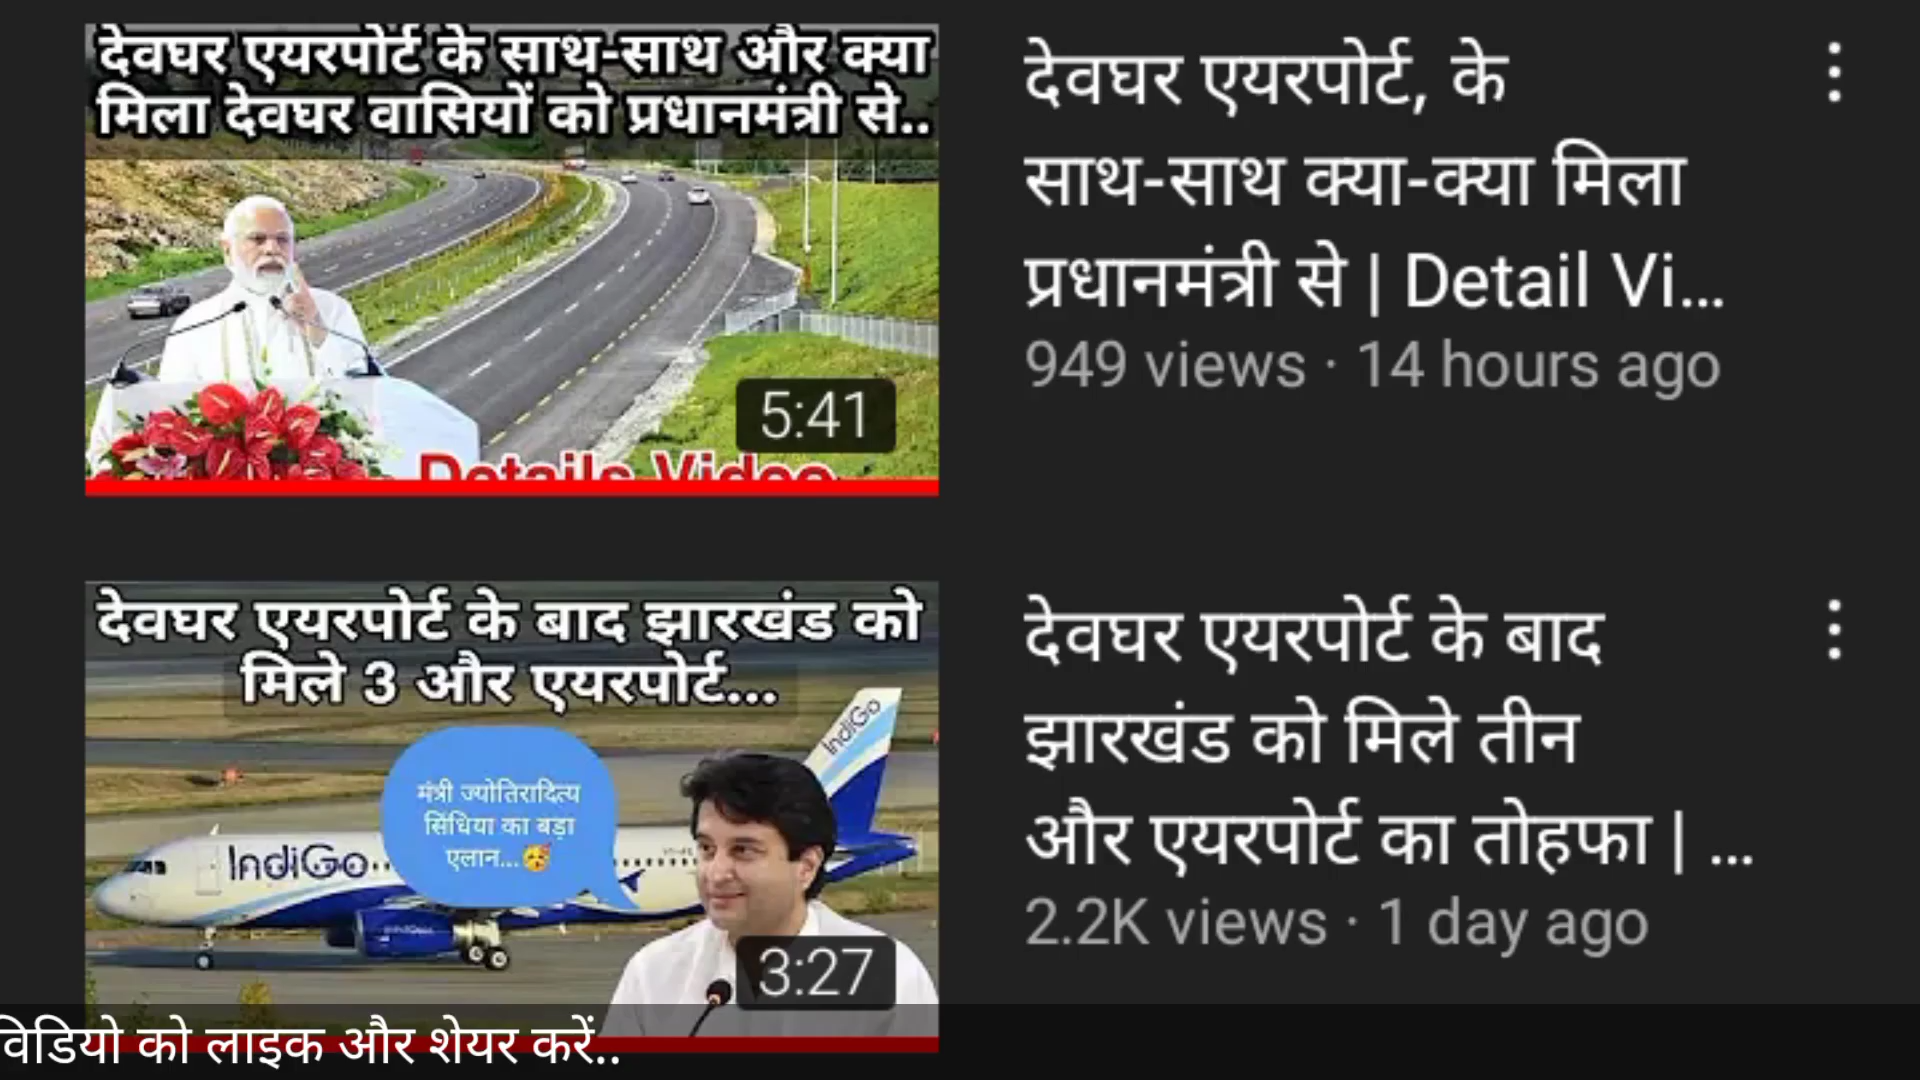 देवघर एयरपोर्ट के साथ-साथ और क्या
मिला देवघर वासियों को प्रधानमंत्री से..
Details Video
5:41
देवघर एयरपोर्ट, के
साथ-साथ क्या-क्या मिला
प्रधानमंत्री से | Detail Vi...
949 views · 14 hours ago
देवघर एयरपोर्ट के बाद झारखंड को
मिले 3 और एयरपोर्ट...
IndiGo
मंत्री ज्योतिरादित्य
सिंधिया का बड़ा
एलान...🥳
IndiGo
3:27
देवघर एयरपोर्ट के बाद
झारखंड को मिले तीन
और एयरपोर्ट का तोहफा | ...
2.2K views · 1 day ago
विडियो को लाइक और शेयर करें..